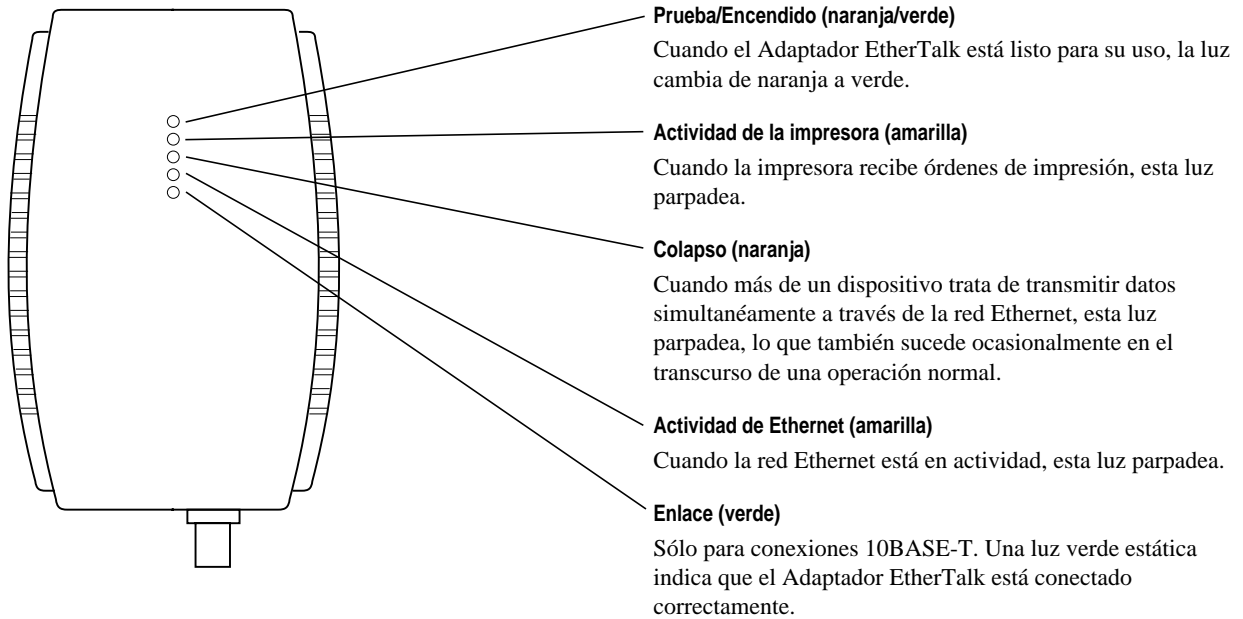 Prueba/Encendido (naranja/verde)
Cuando el Adaptador EtherTalk está listo para su uso, la luz
cambia de naranja a verde.
Actividad de la impresora (amarilla)
Cuando la impresora recibe órdenes de impresión, esta luz
parpadea.
Colapso (naranja)
Cuando más de un dispositivo trata de transmitir datos
simultanéamente a través de la red Ethernet, esta luz
parpadea, lo que también sucede ocasionalmente en el
transcurso de una operación normal.
Actividad de Ethernet (amarilla)
Cuando la red Ethernet está en actividad, esta luz parpadea.
Enlace (verde)
Sólo para conexiones 10BASE-T. Una luz verde estática
indica que el Adaptador EtherTalk está conectado
correctamente.